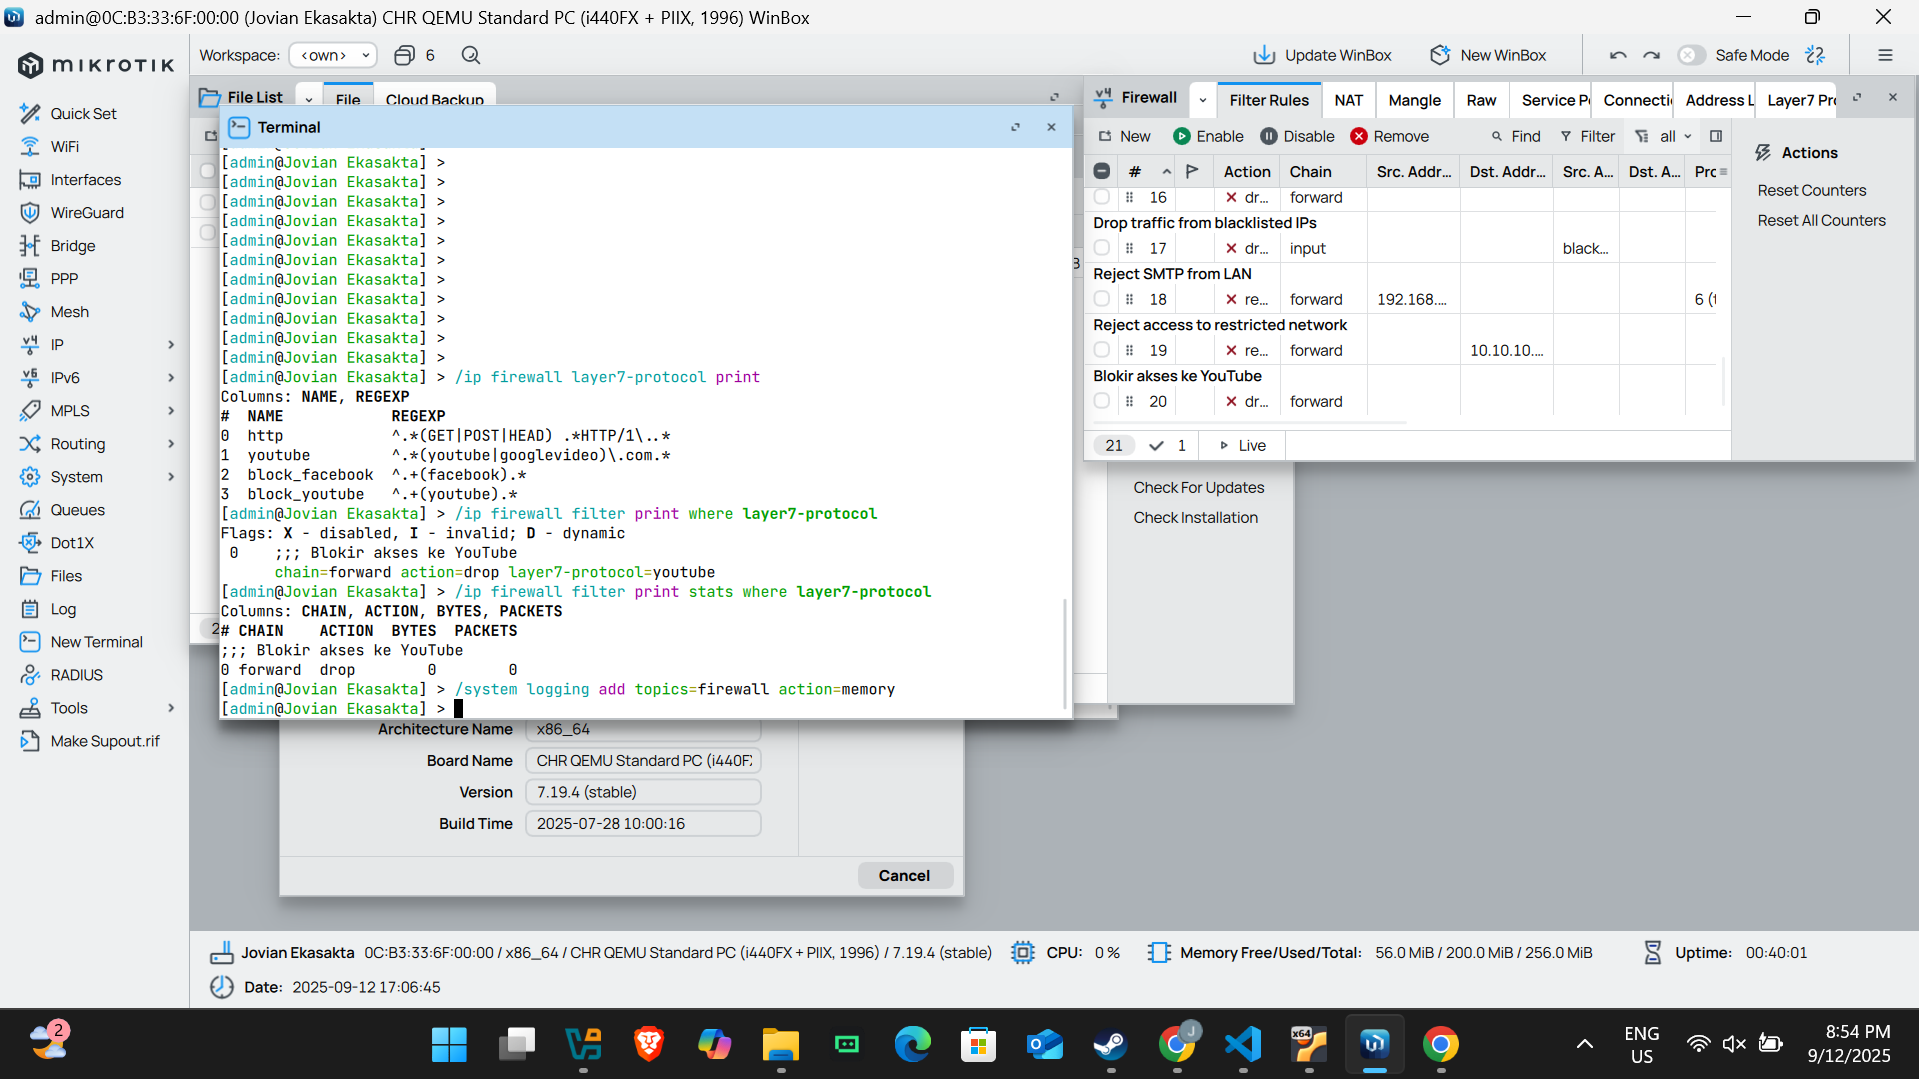 admin@0C:B3:33:6F:00:00 (Jovian Ekasakta) CHR QEMU Standard PC (i440FX + PIIX, 1996) WinBox
MikroTik
Workspace: <own> 6
Update WinBox New WinBox Safe Mode
Quick Set
WiFi
Interfaces
WireGuard
Bridge
PPP
Mesh
IP
IPv6
MPLS
Routing
System
Queues
Dot1X
Files
Log
New Terminal
RADIUS
Tools
Make Supout.rif
File List File Cloud Backup
Terminal
[admin@Jovian Ekasakta] >
[admin@Jovian Ekasakta] >
[admin@Jovian Ekasakta] >
[admin@Jovian Ekasakta] >
[admin@Jovian Ekasakta] >
[admin@Jovian Ekasakta] >
[admin@Jovian Ekasakta] >
[admin@Jovian Ekasakta] >
[admin@Jovian Ekasakta] >
[admin@Jovian Ekasakta] >
[admin@Jovian Ekasakta] >
[admin@Jovian Ekasakta] > /ip firewall layer7-protocol print
Columns: NAME, REGEXP
# NAME REGEXP
0 http ^.*(GET|POST|HEAD) .*HTTP/1\..*
1 youtube ^.*(youtube|googlevideo)\.com.*
2 block_facebook ^.+(facebook).*
3 block_youtube ^.+(youtube).*
[admin@Jovian Ekasakta] > /ip firewall filter print where layer7-protocol
Flags: X - disabled, I - invalid; D - dynamic
0 ;;; Blokir akses ke YouTube
chain=forward action=drop layer7-protocol=youtube
[admin@Jovian Ekasakta] > /ip firewall filter print stats where layer7-protocol
Columns: CHAIN, ACTION, BYTES, PACKETS
# CHAIN ACTION BYTES PACKETS
;;; Blokir akses ke YouTube
0 forward drop 0 0
[admin@Jovian Ekasakta] > /system logging add topics=firewall action=memory
[admin@Jovian Ekasakta] >
Firewall Filter Rules NAT Mangle Raw Service P Connecti Address L Layer7 Pr
New Enable Disable Remove Find Filter all
# Action Chain Src. Addr... Dst. Addr... Src. A... Dst. A... Prc
16 dr... forward
Drop traffic from blacklisted IPs
17 dr... input black...
Reject SMTP from LAN
18 re... forward 192.168.... 6 (t
Reject access to restricted network
19 re... forward 10.10.10....
Blokir akses ke YouTube
20 dr... forward
21 1 Live
Actions
Reset Counters
Reset All Counters
Check For Updates
Check Installation
Architecture Name x86_64
Board Name CHR QEMU Standard PC (i440F
Version 7.19.4 (stable)
Build Time 2025-07-28 10:00:16
Cancel
Jovian Ekasakta 0C:B3:33:6F:00:00 / x86_64 / CHR QEMU Standard PC (i440FX + PIIX, 1996) / 7.19.4 (stable) CPU: 0 % Memory Free/Used/Total: 56.0 MiB / 200.0 MiB / 256.0 MiB Uptime: 00:40:01
Date: 2025-09-12 17:06:45
2
J
x64
ENG
US
8:54 PM
9/12/2025